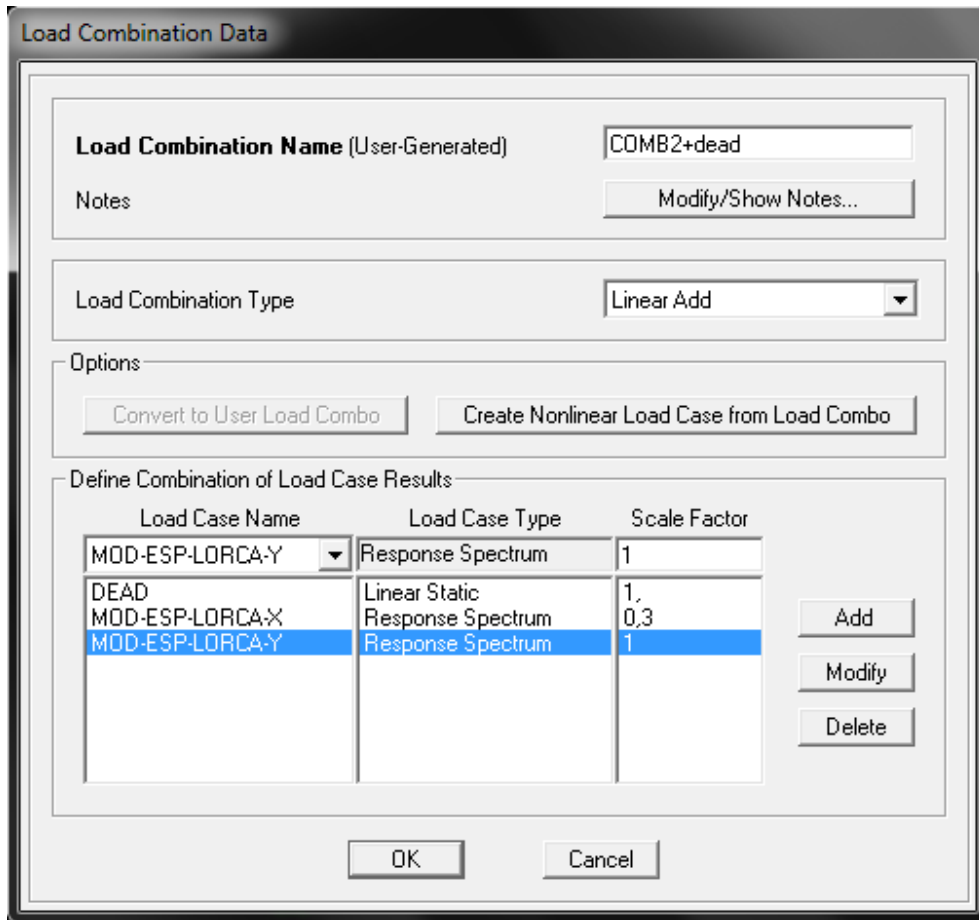 Load Combination Data
Load Combination Name (User-Generated) COMB2+dead
Notes Modify/Show Notes...
Load Combination Type Linear Add
Options
Convert to User Load Combo Create Nonlinear Load Case from Load Combo
Define Combination of Load Case Results
Load Case Name Load Case Type Scale Factor
MOD-ESP-LORCA-Y Response Spectrum 1
DEAD Linear Static 1,
MOD-ESP-LORCA-X Response Spectrum 0,3
MOD-ESP-LORCA-Y Response Spectrum 1
Add
Modify
Delete
OK Cancel